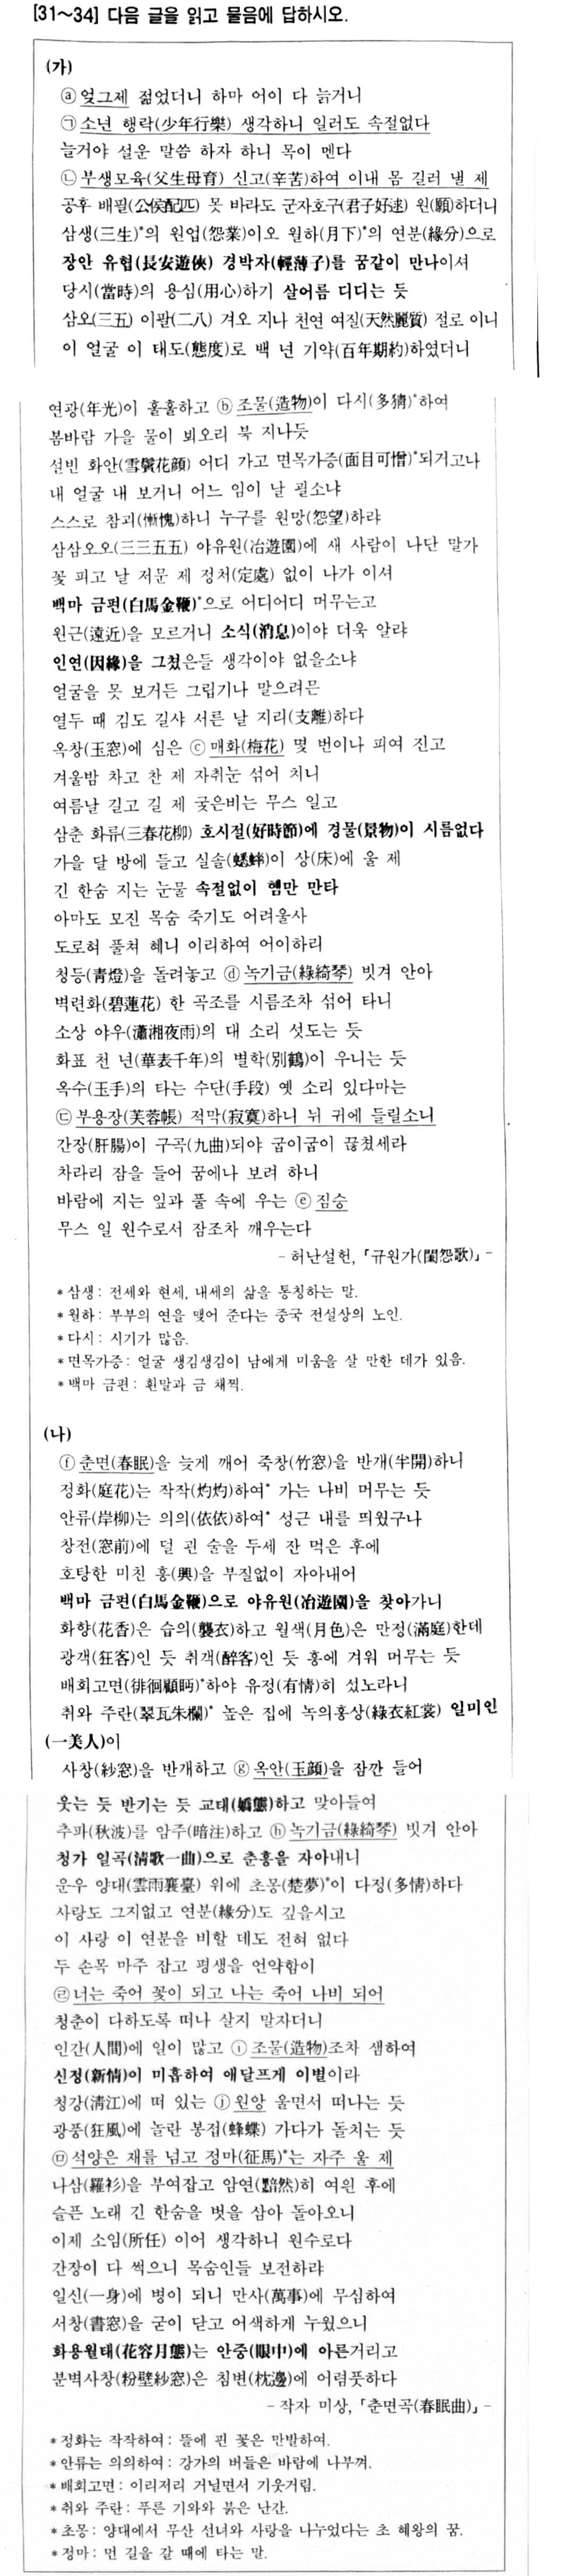 [31～34] 다음 글을 읽고 물음에 답하시오.
(가)
ⓐ 엊그제 젊었더니 하마 어이 다 늙거니
㉠ 소년 행락(少年行樂) 생각하니 일러도 속절없다
늙거야 설운 말씀 하자 하니 목이 멘다
㉡ 부생모육(父生母育) 신고(辛苦)하여 이내 몸 길러 낼 제
공후 배필(公侯配匹) 못 바라도 군자호구(君子好逑) 원(願)하더니
삼생(三生)*의 원업(怨業)이오 월하(月下)*의 연분(緣分)으로
장안 유협(長安遊俠) 경박자(輕薄子)를 꿈같이 만나이셔
당시(當時)의 용심(用心)하기 살어름 디디는 듯
삼오(三五) 이팔(二八) 겨오 지나 천연 여질(天然麗質) 절로 이니
이 얼굴 이 태도(態度)로 백 년 기약(百年期約)하였더니
연광(年光)이 훌훌하고 ⓑ 조물(造物)이 다시(多猜)*하여
봄바람 가을 물이 뵈오리 북 지나듯
설빈 화안(雪鬢花顔) 어디 가고 면목가증(面目可憎)*되거고나
내 얼굴 내 보거니 어느 임이 날 괼소냐
스스로 참괴(慚愧)하니 누구를 원망(怨望)하랴
삼삼오오(三三五五) 야유원(冶遊園)에 새 사람이 나단 말가
꽃 피고 날 저문 제 정처(定處) 없이 나가 이셔
백마 금편(白馬金鞭)*으로 어디어디 머무는고
원근(遠近)을 모르거니 소식(消息)이야 더욱 알랴
인연(因緣)을 그쳤은들 생각이야 없을소냐
얼굴을 못 보거든 그립기나 말으려믄
열두 때 김도 길샤 서른 날 지리(支離)하다
옥창(玉窓)에 심은 ⓒ 매화(梅花) 몇 번이나 피여 진고
겨울밤 차고 찬 제 자취눈 섞어 치니
여름날 길고 길 제 궂은비는 무스 일고
삼춘 화류(三春花柳) 호시절(好時節)에 경물(景物)이 시름없다
가을 달 방에 들고 실솔(蟋蟀)이 상(床)에 울 제
긴 한숨 지는 눈물 속절없이 헴만 만타
아마도 모진 목숨 죽기도 어려울사
도로혀 풀쳐 헤니 이리하여 어이하리
청등(靑燈)을 돌려놓고 ⓓ 녹기금(綠綺琴) 빗겨 안아
벽련화(碧蓮花) 한 곡조를 시름조차 섞어 타니
소상 야우(瀟湘夜雨)의 대 소리 섯도는 듯
화표 천 년(華表千年)의 별학(別鶴)이 우니는 듯
옥수(玉手)의 타는 수단(手段) 옛 소리 있다마는
㉢ 부용장(芙蓉帳) 적막(寂寞)하니 뉘 귀에 들릴소니
간장(肝腸)이 구곡(九曲)되야 굽이굽이 끊쳤세라
차라리 잠을 들어 꿈에나 보려 하니
바람에 지는 잎과 풀 속에 우는 ⓔ 짐승
무스 일 원수로서 잠조차 깨우는다
- 허난설헌, 「규원가(閨怨歌)」 -
* 삼생 : 전세와 현세, 내세의 삶을 통칭하는 말.
* 월하 : 부부의 연을 맺어 준다는 중국 전설상의 노인.
* 다시 : 시기가 많음.
* 면목가증 : 얼굴 생김생김이 남에게 미움을 살 만한 데가 있음.
* 백마 금편 : 흰말과 금 채찍.
(나)
ⓕ 춘면(春眠)을 늦게 깨어 죽창(竹窓)을 반개(半開)하니
정화(庭花)는 작작(灼灼)하여* 가는 나비 머무는 듯
안류(岸柳)는 의의(依依)하여* 성근 내를 띄웠구나
창전(窓前)에 덜 괸 술을 두세 잔 먹은 후에
호탕한 미친 흥(興)을 부질없이 자아내어
백마 금편(白馬金鞭)으로 야유원(冶遊園)을 찾아가니
화향(花香)은 습의(襲衣)하고 월색(月色)은 만정(滿庭)한데
광객(狂客)인 듯 취객(醉客)인 듯 흥에 겨워 머무는 듯
배회고면(徘徊顧眄)*하야 유정(有情)히 섰노라니
취와 주란(翠瓦朱欄)* 높은 집에 녹의홍상(綠衣紅裳) 일미인
(一美人)이
사창(紗窓)을 반개하고 ⓖ 옥안(玉顔)을 잠깐 들어
웃는 듯 반기는 듯 교태(嬌態)하고 맞아들여
추파(秋波)를 암주(暗注)하고 ⓗ 녹기금(綠綺琴) 빗겨 안아
청가 일곡(淸歌一曲)으로 춘흥을 자아내니
운우 양대(雲雨襄臺) 위에 초몽(楚夢)*이 다정(多情)하다
사랑도 그지없고 연분(緣分)도 깊을시고
이 사랑 이 연분을 비할 데도 전혀 없다
두 손목 마주 잡고 평생을 언약함이
㉣ 너는 죽어 꽃이 되고 나는 죽어 나비 되어
청춘이 다하도록 떠나 살지 말자더니
인간(人間)에 일이 많고 ⓘ 조물(造物)조차 샘하여
신정(新情)이 미흡하여 애달프게 이별이라
청강(淸江)에 떠 있는 ⓙ 원앙 울면서 떠나는 듯
광풍(狂風)에 놀란 봉접(蜂蝶) 가다가 돌치는 듯
㉤ 석양은 재를 넘고 정마(征馬)*는 자주 울 제
나삼(羅衫)을 부여잡고 암연(黯然)히 여읜 후에
슬픈 노래 긴 한숨을 벗을 삼아 돌아오니
이제 소임(所任) 이어 생각하니 원수로다
간장이 다 썩으니 목숨인들 보전하랴
일신(一身)에 병이 되니 만사(萬事)에 무심하여
서창(書窓)을 굳이 닫고 어색하게 누웠으니
화용월태(花容月態)는 안중(眼中)에 아른거리고
분벽사창(粉壁紗窓)은 침변(枕邊)에 어렴풋하다
- 작자 미상, 「춘면곡(春眠曲)」 -
* 정화는 작작하여 : 뜰에 핀 꽃은 만발하여.
* 안류는 의의하여 : 강가의 버들은 바람에 나부껴.
* 배회고면 : 이리저리 거닐면서 기웃거림.
* 취와 주란 : 푸른 기와와 붉은 난간.
* 초몽 : 양대에서 무산 선녀와 사랑을 나누었다는 초 혜왕의 꿈.
* 정마 : 먼 길을 갈 때에 타는 말.